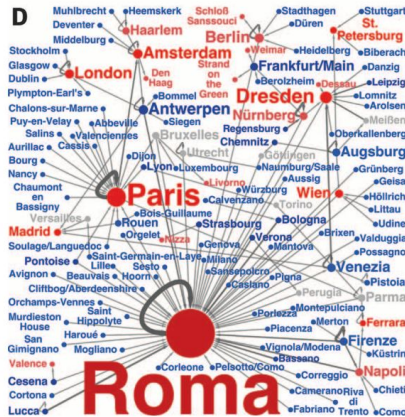 D
Muhlbrecht Heemskerk Schloß Sanssouci Stadthagen Stuttgart
Deventer Haarlem Berlin Düren St. Petersburg
Middelburg Amsterdam Weimar Heidelberg Biberach
Stockholm Den Haag Strand on the Green Frankfurt/Main Danzig
Glasgow London Berolzheim Dessau Leipzig
Dublin Bommel Dresden Lomnitz
Plympton-Earl's Antwerpen Nürnberg Arolsen
Chalons-sur-Marne Abbeville Siegen Regensburg Meißen
Puy-en-Velay Valenciennes Bruxelles Chemnitz Oberkallenberg
Salins Cassis Utrecht Göttingen Augsburg
Aurillac Dijon Naumburg/Saale
Bourg Lyon Luxembourg Aussig Grünberg
Nancy Paris Livorno Würzburg Wien Geisa
Chaumont en Bassigny Calvenzano Höllrich
Versailles Bois-Guillaume Torino Littau
Madrid Rouen Strasbourg Bologna Udine
Orgelet Brixen Valduggia
Soulage/Languedoc Nizza Genova Verona Mantova Possagno
Pontoise Saint-Germain-en-Laye Milano Venezia
Avignon Lille Sesto Sansepolcro Pigna Pistoia
Beauvais Hoorn Caslano Perugia Parma
Cliftbog/Aberdeenshire Montepulciano
Orchamps-Vennes Porlezza Merton Ferrara
Murdieston House Saint Hippolyte Piacenza Firenze
San Gimignano Haroué Vignola/Modena Küstrin
Mogliano Bassano Napoli
Valence Corleone Pelsotto/Como Correggio
Cesena Roma Camerano Riva di Trento Chieti
Cortona Fabriano Como
Lucca